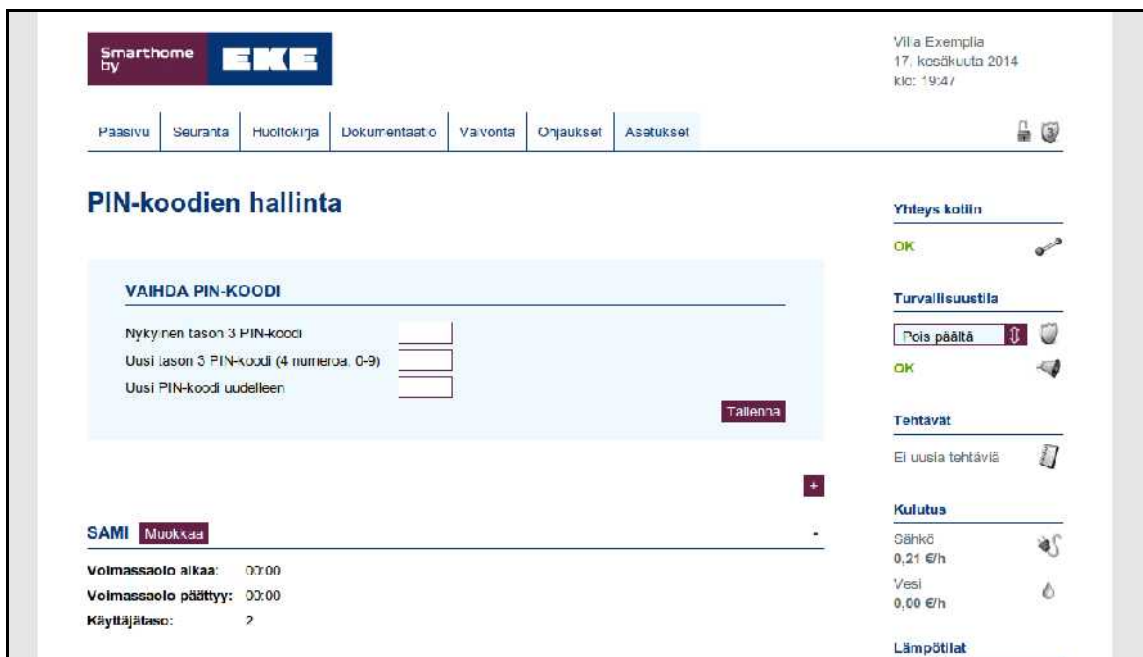 Smarthome
by
EKE
Villa Exemplia
17. kesäkuuta 2014
klo: 19:47
Pääsivu
Seuranta
Huoltokirja
Dokumentaatio
Valvonta
Ohjaukset
Asetukset
3
PIN-koodien hallinta
VAIHDA PIN-KOODI
Nykyinen tason 3 PIN-koodi
Uusi tason 3 PIN-koodi (4 numeroa, 0-9)
Uusi PIN-koodi uudelleen
Tallenna
+
SAMI Muokkaa -
Voimassaolo alkaa: 00:00
Voimassaolo päättyy: 00:00
Käyttäjätaso: 2
Yhteys kotiin
OK
Turvallisuustila
Pois päältä
OK
Tehtävät
Ei uusia tehtäviä
Kulutus
Sähkö
0,21 €/h
Vesi
0,00 €/h
Lämpötilat